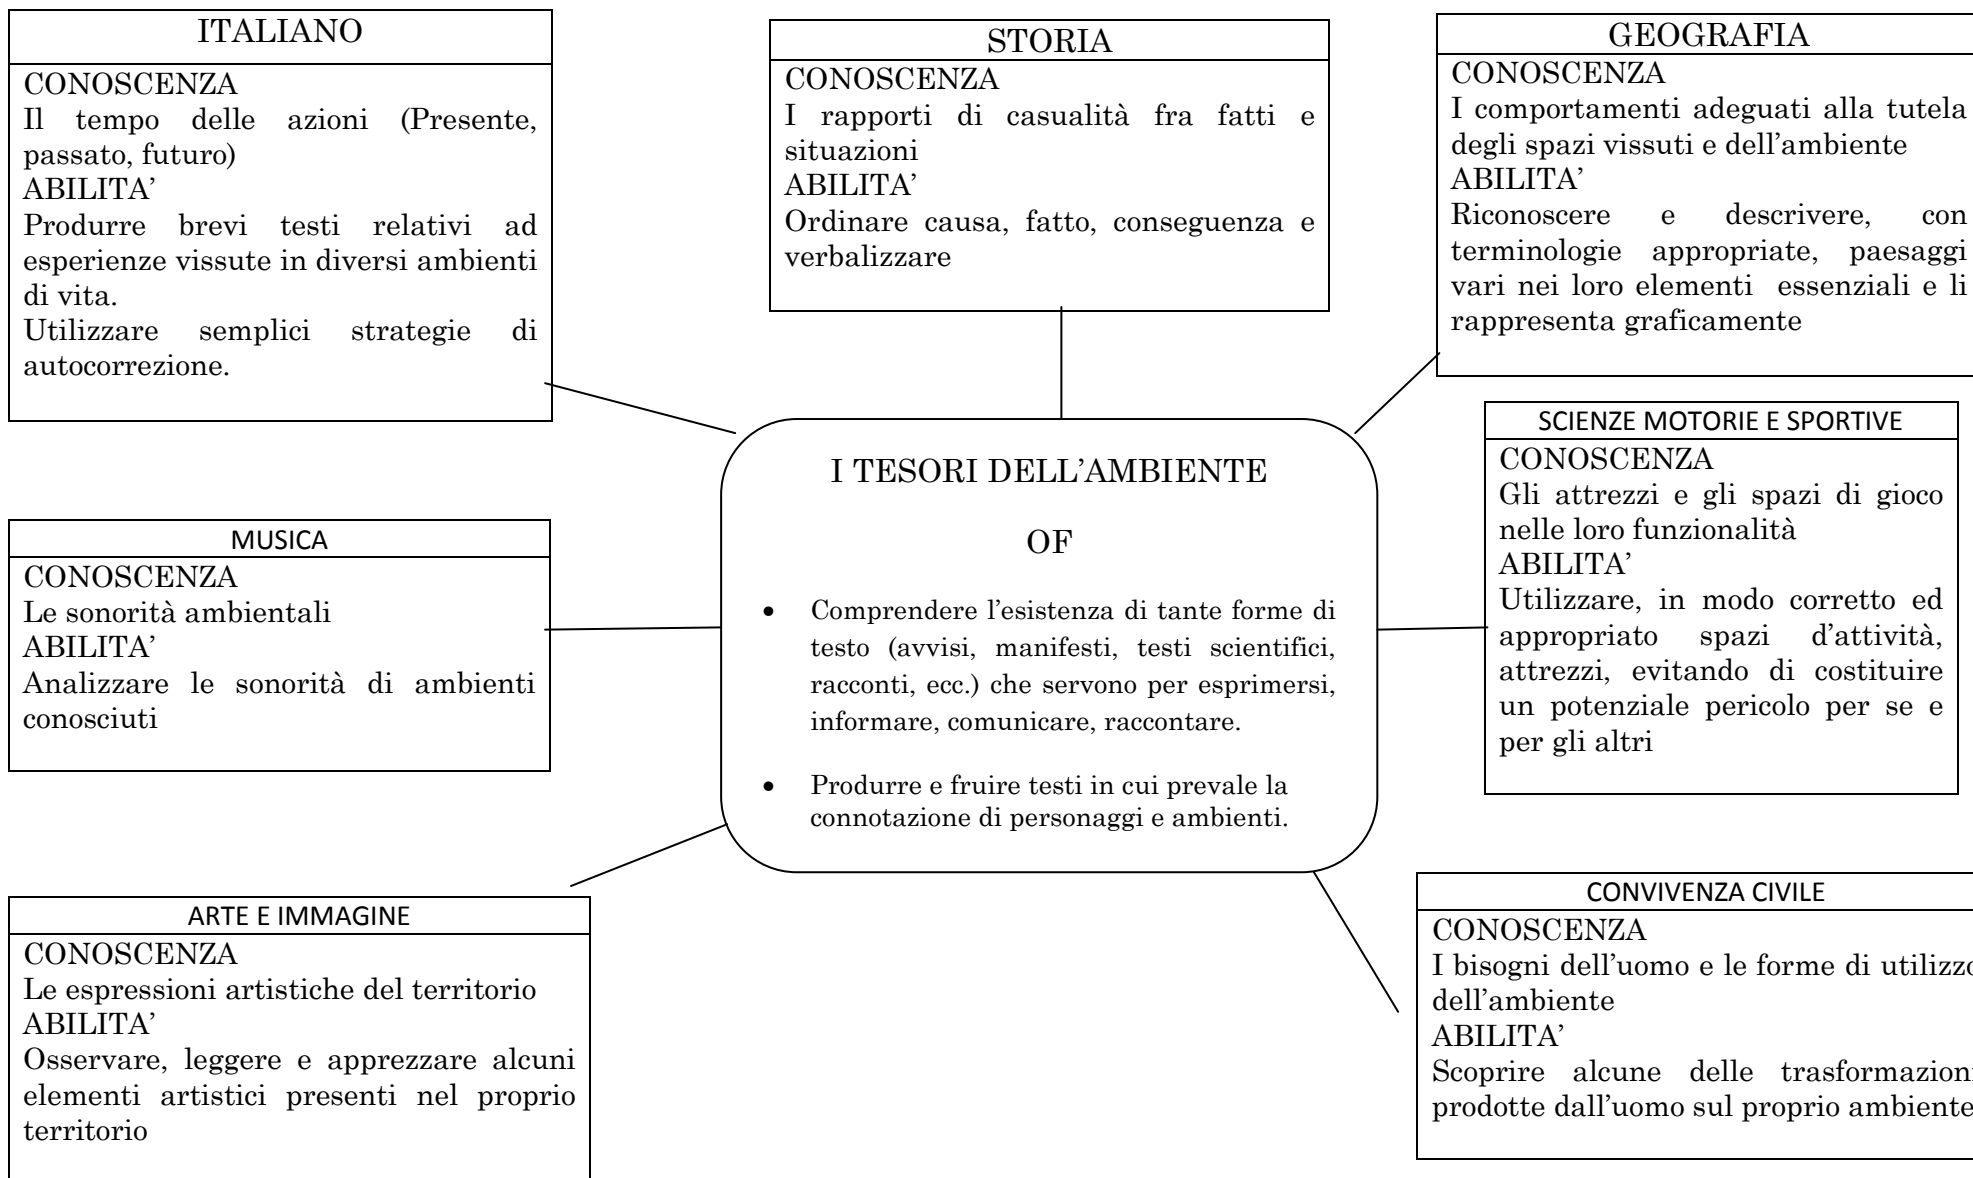 ITALIANO
CONOSCENZA
Il tempo delle azioni (Presente,
passato, futuro)
ABILITA’
Produrre brevi testi relativi ad
esperienze vissute in diversi ambienti
di vita.
Utilizzare semplici strategie di
autocorrezione.
STORIA
CONOSCENZA
I rapporti di casualità fra fatti e
situazioni
ABILITA’
Ordinare causa, fatto, conseguenza e
verbalizzare
GEOGRAFIA
CONOSCENZA
I comportamenti adeguati alla tutela
degli spazi vissuti e dell’ambiente
ABILITA’
Riconoscere e descrivere, con
terminologie appropriate, paesaggi
vari nei loro elementi essenziali e li
rappresenta graficamente
I TESORI DELL’AMBIENTE
OF
• Comprendere l’esistenza di tante forme di
testo (avvisi, manifesti, testi scientifici,
racconti, ecc.) che servono per esprimersi,
informare, comunicare, raccontare.
• Produrre e fruire testi in cui prevale la
connotazione di personaggi e ambienti.
SCIENZE MOTORIE E SPORTIVE
CONOSCENZA
Gli attrezzi e gli spazi di gioco
nelle loro funzionalità
ABILITA’
Utilizzare, in modo corretto ed
appropriato spazi d’attività,
attrezzi, evitando di costituire
un potenziale pericolo per se e
per gli altri
MUSICA
CONOSCENZA
Le sonorità ambientali
ABILITA’
Analizzare le sonorità di ambienti
conosciuti
ARTE E IMMAGINE
CONOSCENZA
Le espressioni artistiche del territorio
ABILITA’
Osservare, leggere e apprezzare alcuni
elementi artistici presenti nel proprio
territorio
CONVIVENZA CIVILE
CONOSCENZA
I bisogni dell’uomo e le forme di utilizzo
dell’ambiente
ABILITA’
Scoprire alcune delle trasformazioni
prodotte dall’uomo sul proprio ambiente